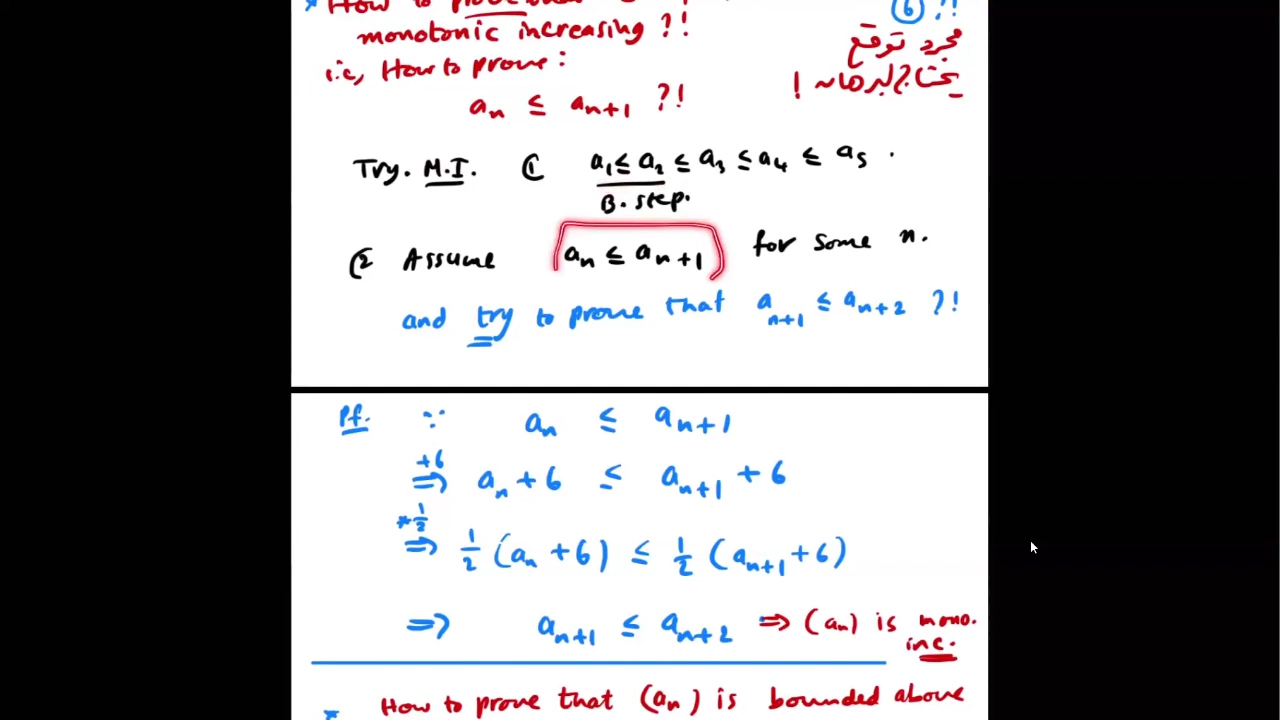 * How to
6 ?!
monotonic increasing ?!
مجرد توقع
i.e, How to prove :
يحتاج لبرهان !
aₙ ≤ aₙ₊₁ ?!
Try. M.I. ① a₁ ≤ a₂ ≤ a₃ ≤ a₄ ≤ a₅ .
B. step.
② Assume aₙ ≤ aₙ₊₁ for some n.
and try to prove that aₙ₊₁ ≤ aₙ₊₂ ?!
Pf. ∵ aₙ ≤ aₙ₊₁
+6
⇒ aₙ + 6 ≤ aₙ₊₁ + 6
* 1/2
⇒ 1/2 (aₙ + 6) ≤ 1/2 (aₙ₊₁ + 6)
⇒ aₙ₊₁ ≤ aₙ₊₂ ⇒ (aₙ) is mono.
inc.
* How to prove that (aₙ) is bounded above